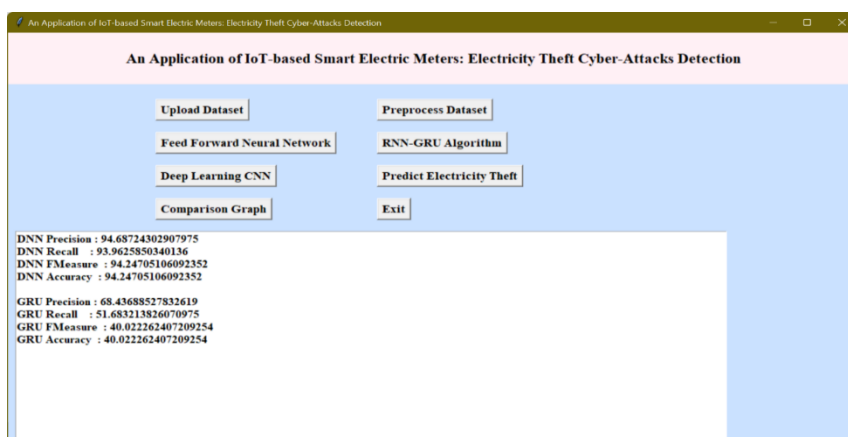 An Application of IoT-based Smart Electric Meters: Electricity Theft Cyber-Attacks Detection
An Application of IoT-based Smart Electric Meters: Electricity Theft Cyber-Attacks Detection
Upload Dataset
Preprocess Dataset
Feed Forward Neural Network
RNN-GRU Algorithm
Deep Learning CNN
Predict Electricity Theft
Comparison Graph
Exit
DNN Precision : 94.68724302907975
DNN Recall : 93.9625850340136
DNN FMeasure : 94.24705106092352
DNN Accuracy : 94.24705106092352
GRU Precision : 68.43688527832619
GRU Recall : 51.683213826070975
GRU FMeasure : 40.022262407209254
GRU Accuracy : 40.022262407209254